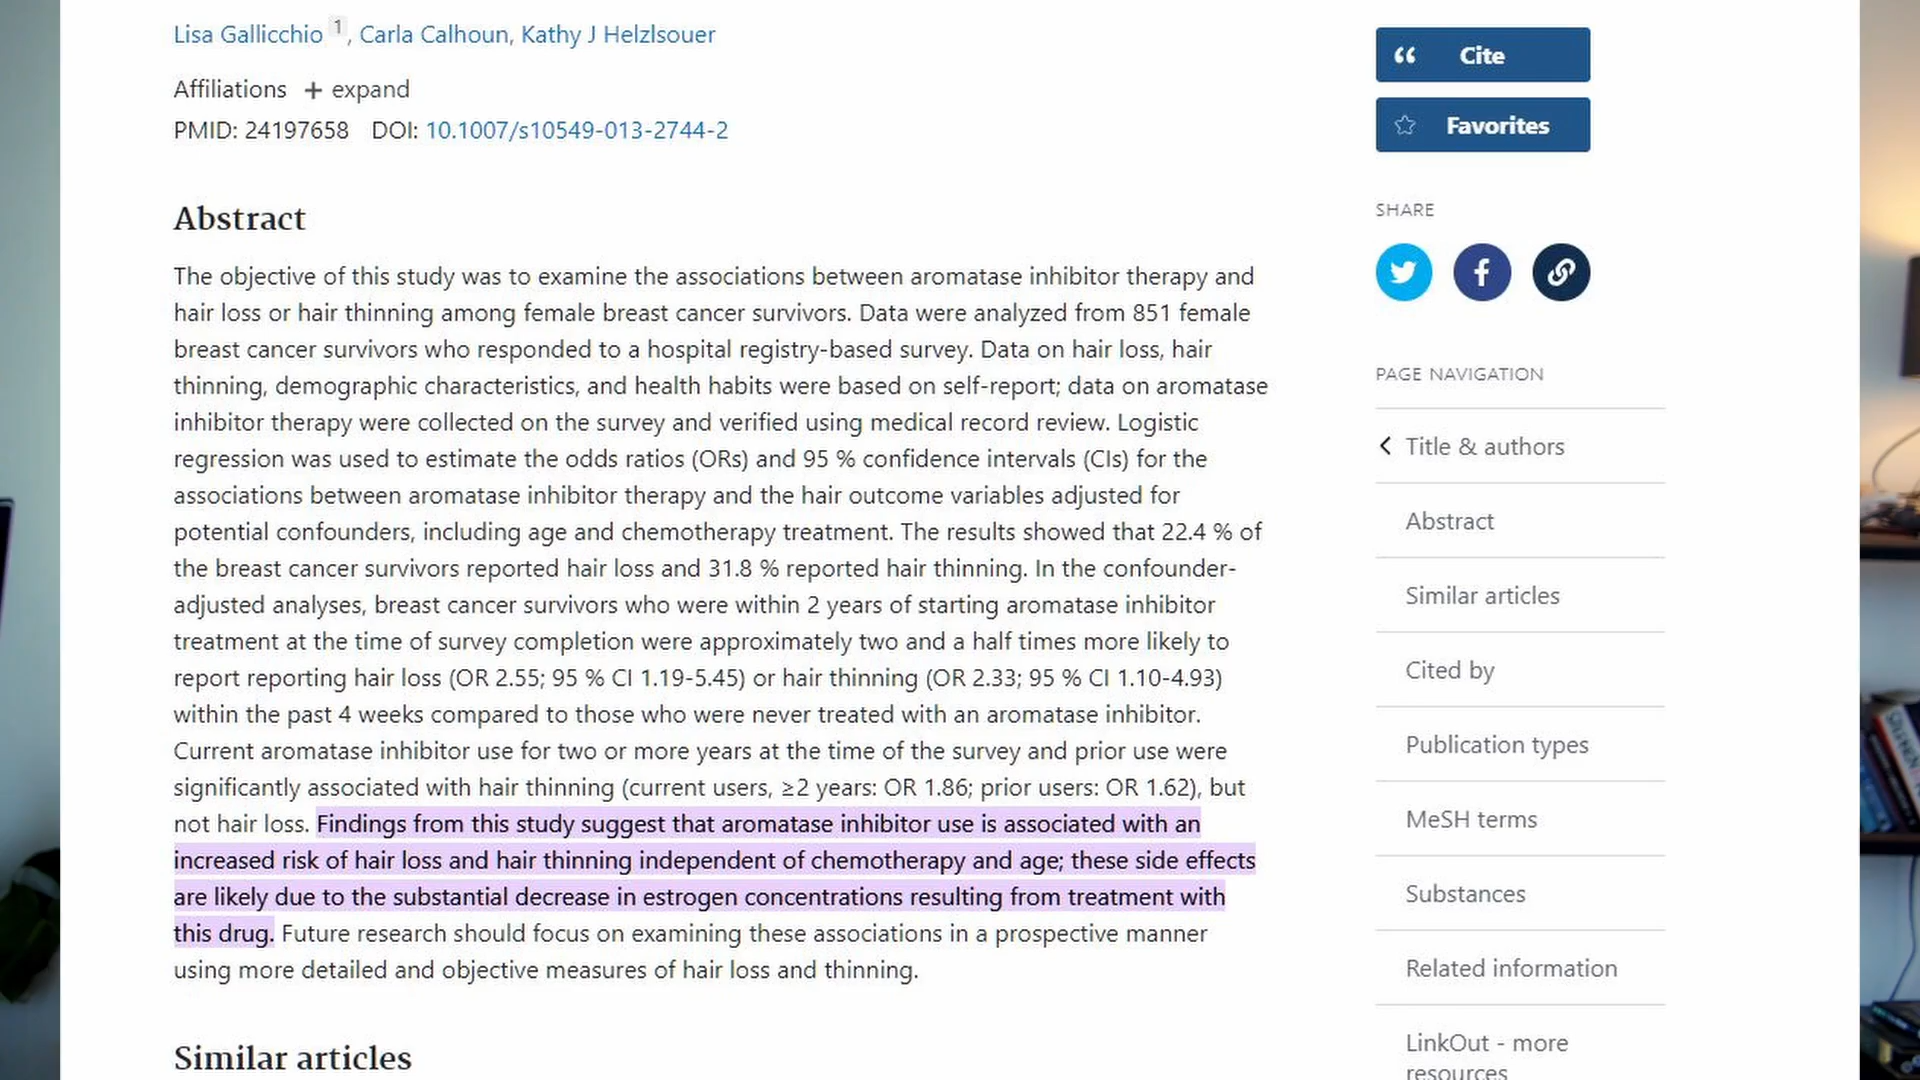 Lisa Gallicchio 1, Carla Calhoun, Kathy J Helzlsouer
Affiliations + expand
PMID: 24197658 DOI: 10.1007/s10549-013-2744-2
Abstract
The objective of this study was to examine the associations between aromatase inhibitor therapy and
hair loss or hair thinning among female breast cancer survivors. Data were analyzed from 851 female
breast cancer survivors who responded to a hospital registry-based survey. Data on hair loss, hair
thinning, demographic characteristics, and health habits were based on self-report; data on aromatase
inhibitor therapy were collected on the survey and verified using medical record review. Logistic
regression was used to estimate the odds ratios (ORs) and 95 % confidence intervals (CIs) for the
associations between aromatase inhibitor therapy and the hair outcome variables adjusted for
potential confounders, including age and chemotherapy treatment. The results showed that 22.4 % of
the breast cancer survivors reported hair loss and 31.8 % reported hair thinning. In the confounder-
adjusted analyses, breast cancer survivors who were within 2 years of starting aromatase inhibitor
treatment at the time of survey completion were approximately two and a half times more likely to
report reporting hair loss (OR 2.55; 95 % CI 1.19-5.45) or hair thinning (OR 2.33; 95 % CI 1.10-4.93)
within the past 4 weeks compared to those who were never treated with an aromatase inhibitor.
Current aromatase inhibitor use for two or more years at the time of the survey and prior use were
significantly associated with hair thinning (current users, ≥2 years: OR 1.86; prior users: OR 1.62), but
not hair loss. Findings from this study suggest that aromatase inhibitor use is associated with an
increased risk of hair loss and hair thinning independent of chemotherapy and age; these side effects
are likely due to the substantial decrease in estrogen concentrations resulting from treatment with
this drug. Future research should focus on examining these associations in a prospective manner
using more detailed and objective measures of hair loss and thinning.
Similar articles
Cite
Favorites
SHARE
PAGE NAVIGATION
Title & authors
Abstract
Similar articles
Cited by
Publication types
MeSH terms
Substances
Related information
LinkOut - more
resources